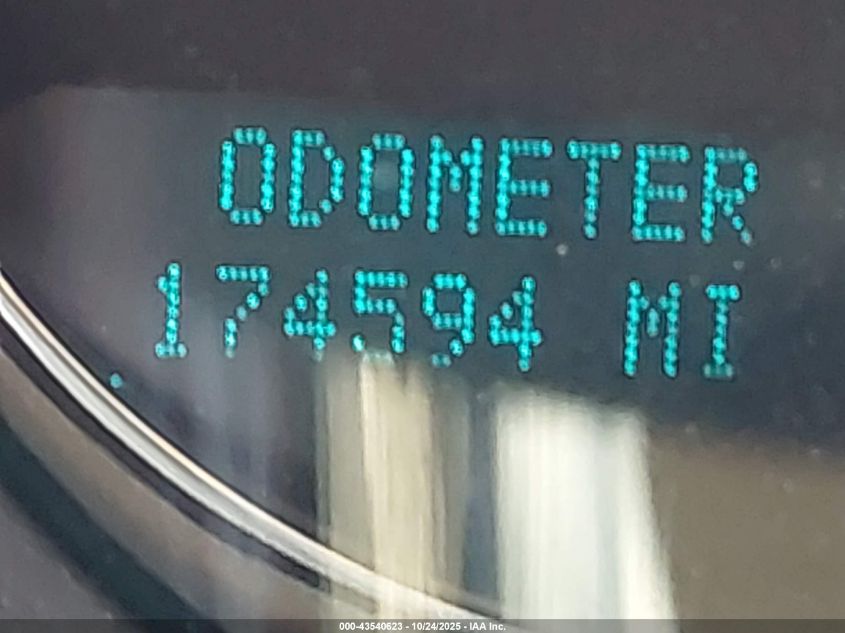 ODOMETER
174594 MI
000-43540623 - 10/24/2025 - IAA Inc.